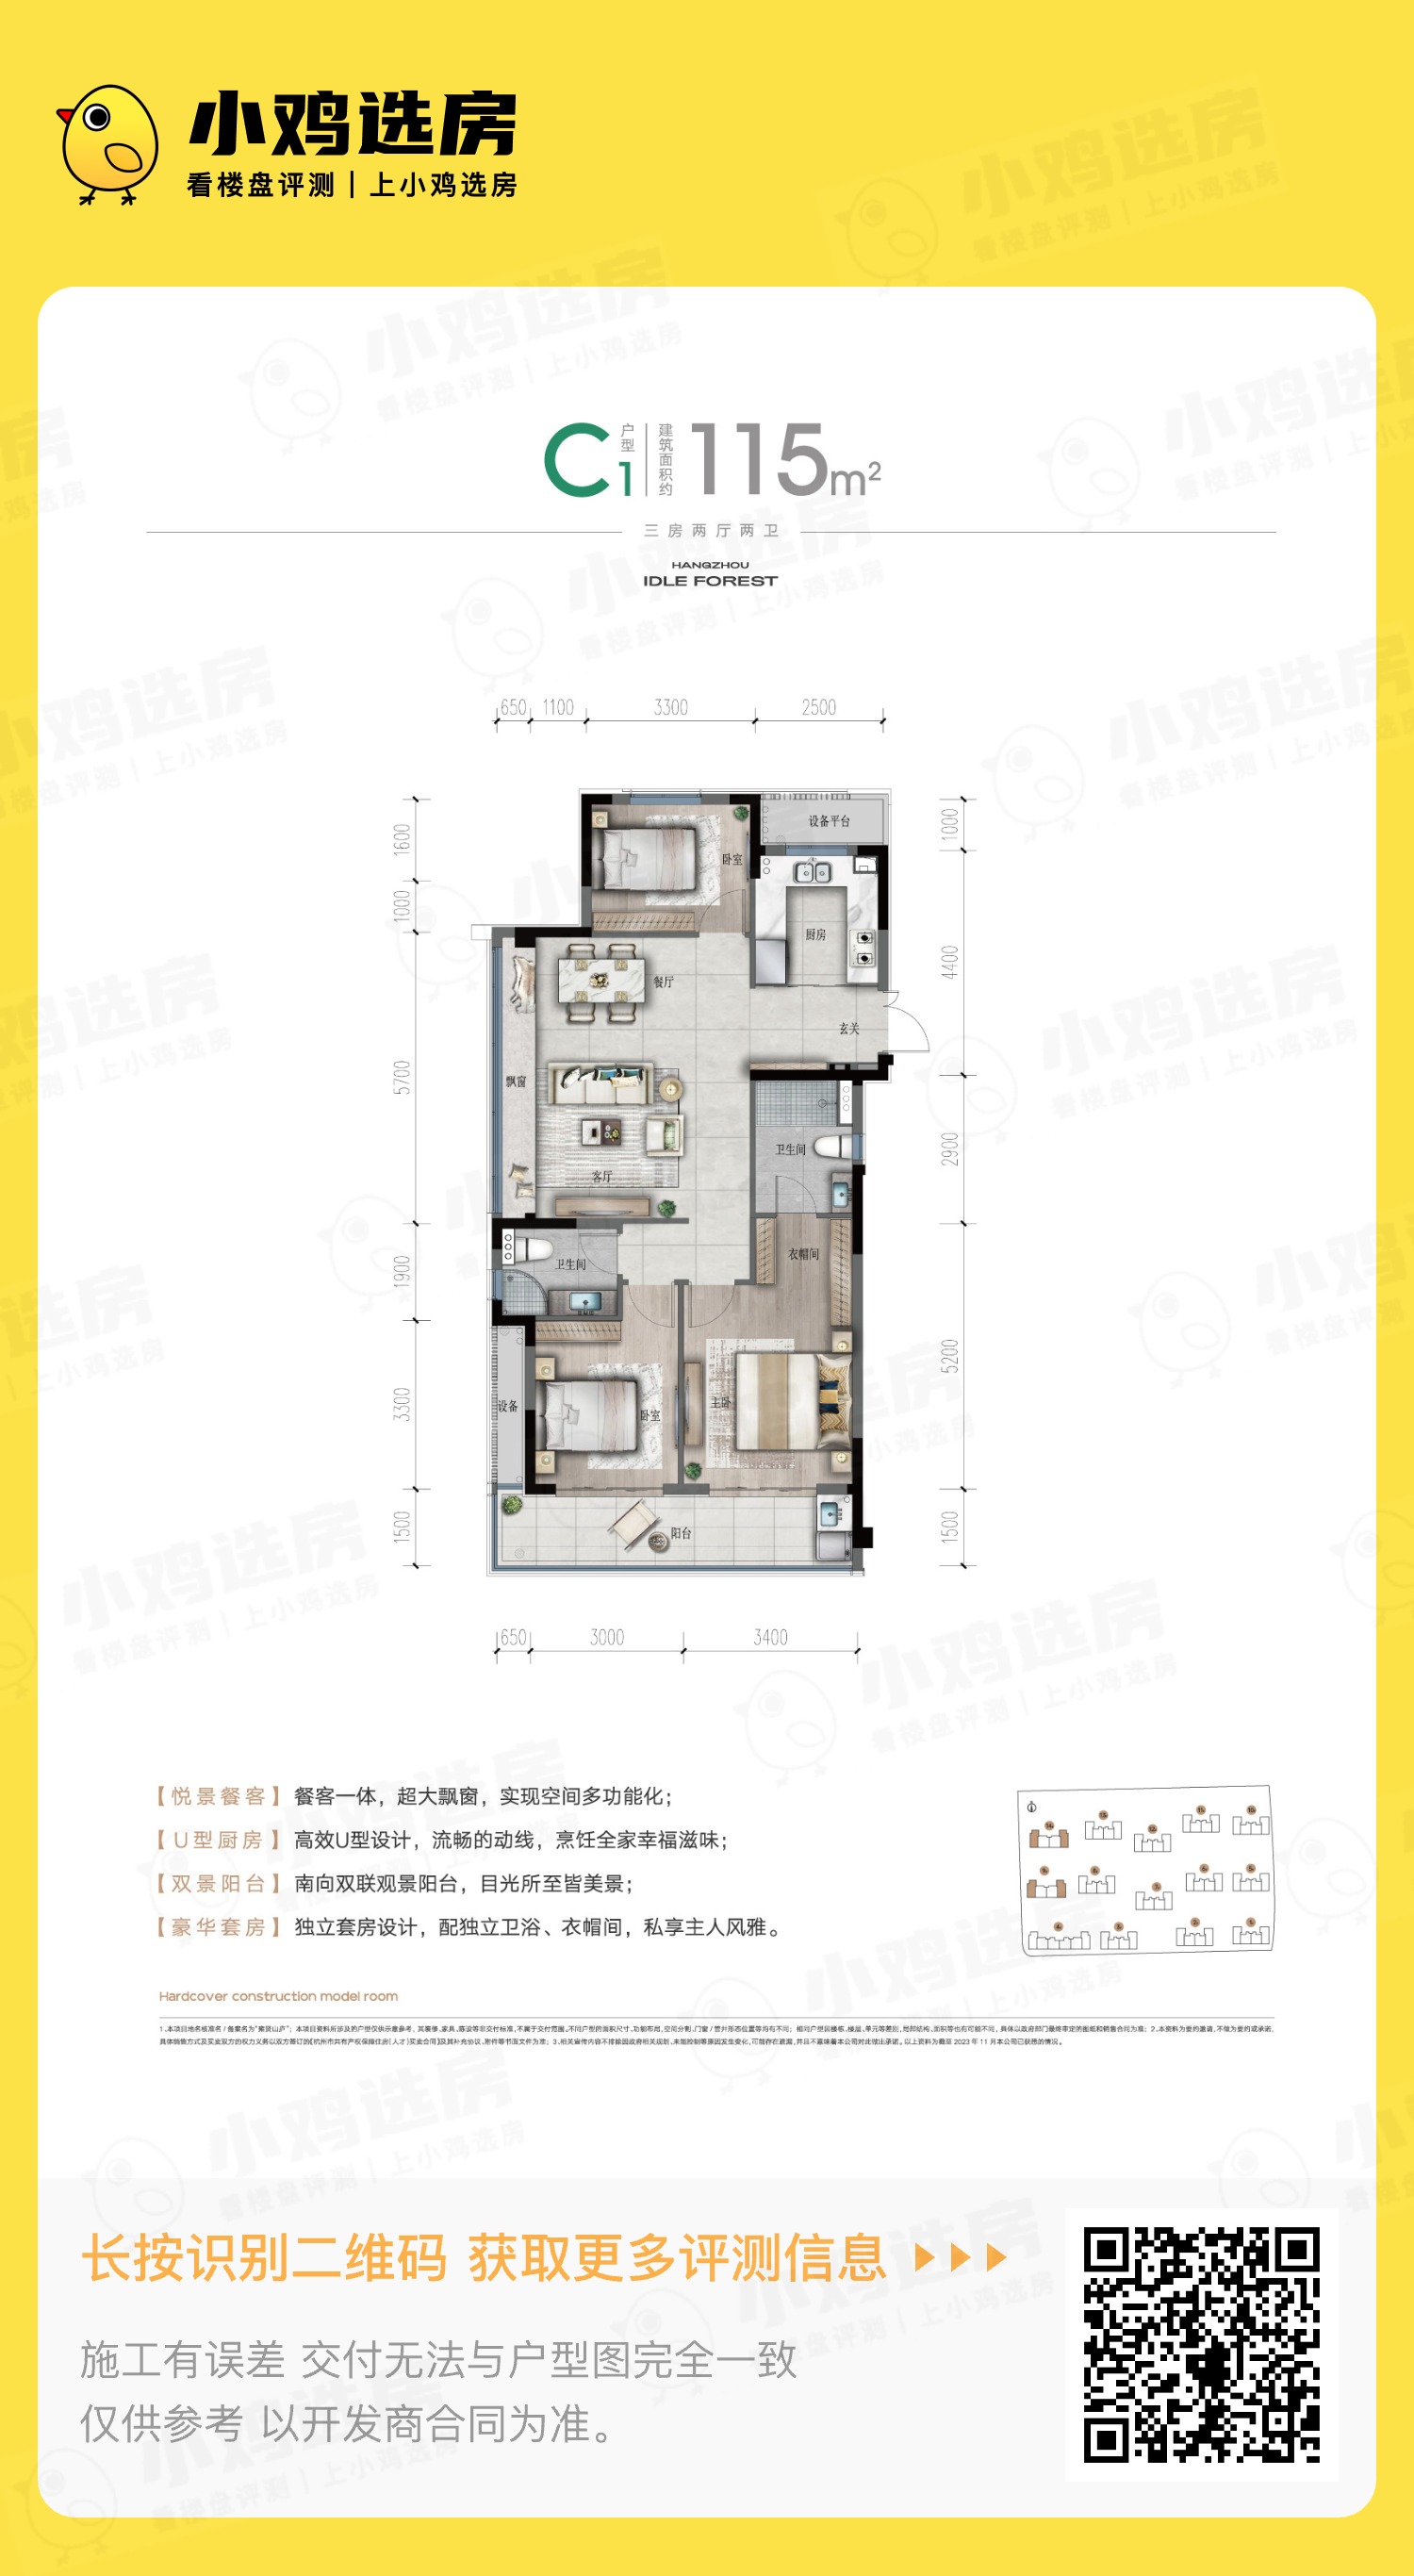 小鸡选房
看楼盘评测｜上小鸡选房
C1 户型 建筑面积约 115m²
三房两厅两卫
HANGZHOU
IDLE FOREST
650 1100 3300 2500
1600
1000
5700
1900
3300
1500
1000
4400
2900
5200
1500
卧室
设备平台
厨房
餐厅
玄关
飘窗
卫生间
客厅
衣帽间
卫生间
设备
卧室
主卧
阳台
650 3000 3400
【悦景餐客】餐客一体，超大飘窗，实现空间多功能化；
【U型厨房】高效U型设计，流畅的动线，烹饪全家幸福滋味；
【双景阳台】南向双联观景阳台，目光所至皆美景；
【豪华套房】独立套房设计，配独立卫浴、衣帽间，私享主人风雅。
Hardcover construction model room
长按识别二维码 获取更多评测信息
施工有误差 交付无法与户型图完全一致
仅供参考 以开发商合同为准。